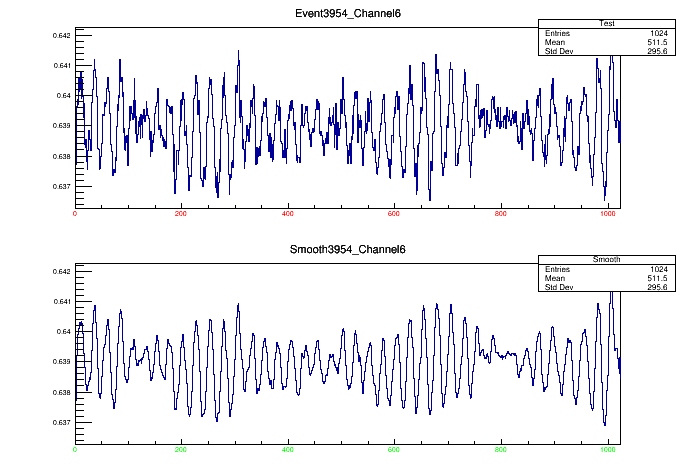 Event3954_Channel6
Test
Entries 1024
Mean 511.5
Std Dev 295.6
0.642
0.641
0.64
0.639
0.638
0.637
0 200 400 600 800 1000
Smooth3954_Channel6
Smooth
Entries 1024
Mean 511.5
Std Dev 295.6
0.642
0.641
0.64
0.639
0.638
0.637
0 200 400 600 800 1000